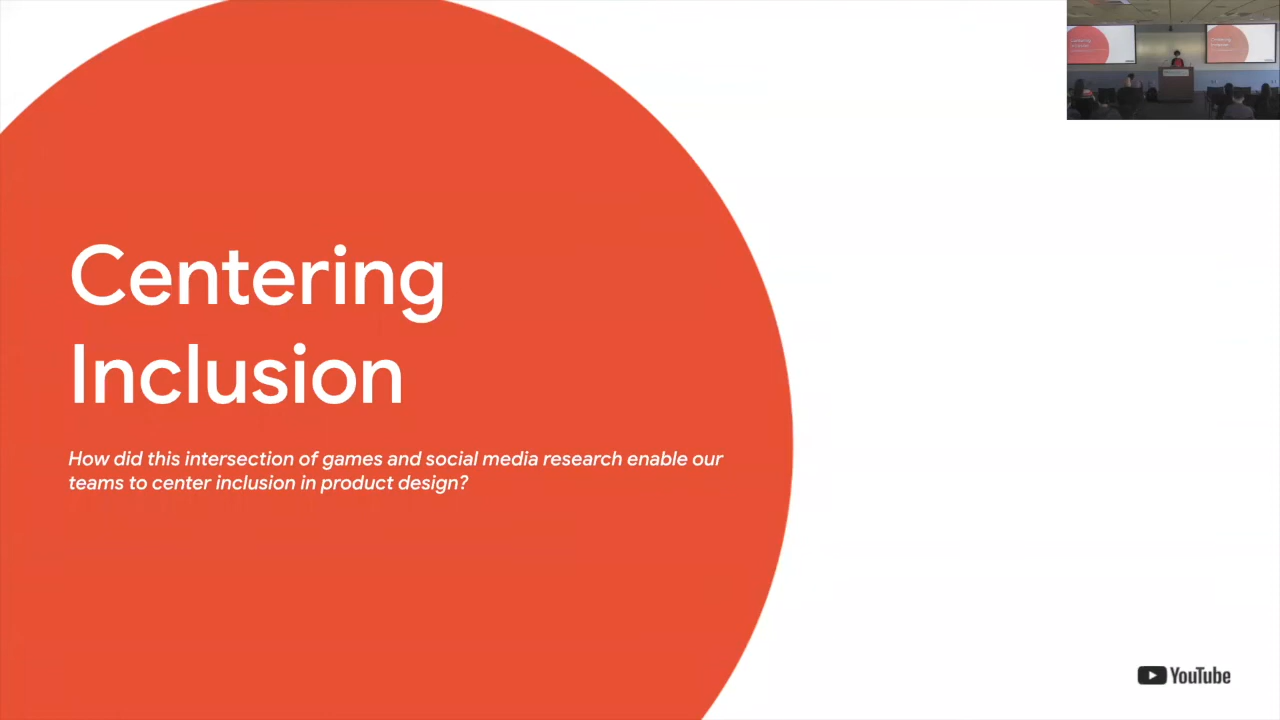 Centering
Inclusion
How did this intersection of games and social media research enable our
teams to center inclusion in product design?
YouTube